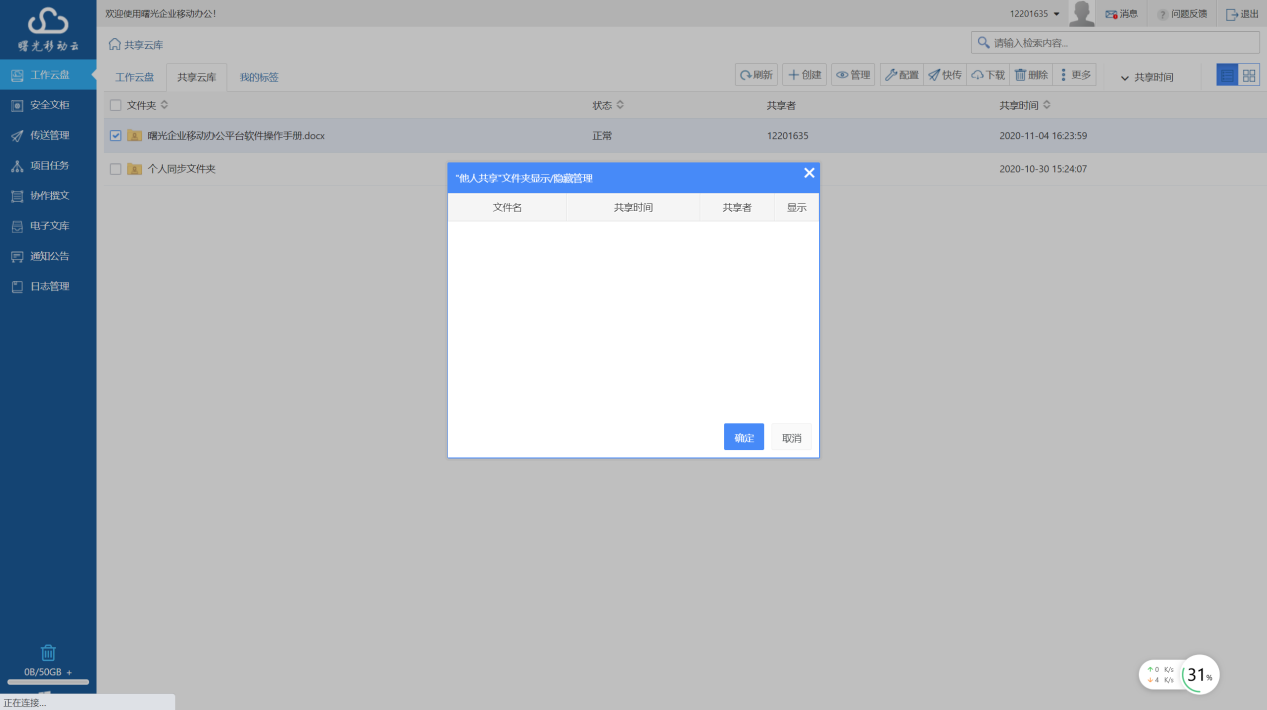 欢迎使用曙光企业移动办公!
12201635
消息
? 问题反馈
退出
曙光移动云
共享云库
请输入检索内容...
工作云盘
安全文柜
传送管理
项目任务
协作撰文
电子文库
通知公告
日志管理
工作云盘 共享云库 我的标签
刷新 创建 管理 配置 快传 下载 删除 更多 共享时间
文件夹 状态 共享者 共享时间
曙光企业移动办公平台软件操作手册.docx 正常 12201635 2020-11-04 16:23:59
个人同步文件夹 2020-10-30 15:24:07
"他人共享"文件夹显示/隐藏管理
文件名 共享时间 共享者 显示
确定 取消
0B/50GB +
正在连接...
0 K/s
4 K/s
31%